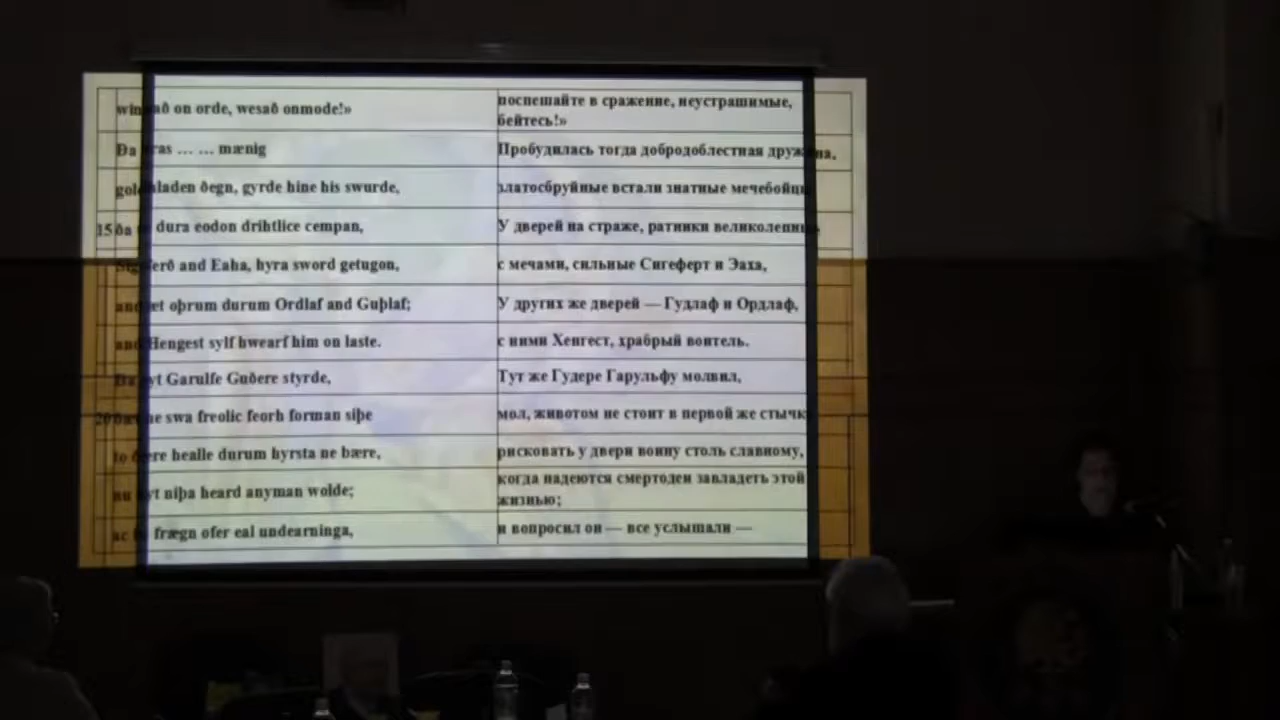 winnað on orde, wesað onmode!»
поспешайте в сражение, неустрашимые,
бейтесь!»
Ða aras ... ... mænig
Пробудилась тогда добродоблестная дружина,
goldhladen ðegn, gyrde hine his swurde,
златосбруйные встали знатные мечебойцы
15 ða dura eodon drihtlice cempan,
У дверей на страже, ратники великолепные
Sigeferð and Eaha, hyra sword getugon,
с мечами, сильные Сигеферт и Эаха,
and et oþrum durum Ordlaf and Guþlaf;
У других же дверей — Гудлаф и Ордлаф,
and Hengest sylf hwearf him on laste.
с ними Хенгест, храбрый воитель.
Ða gyt Garulfe Guðere styrde,
Тут же Гудере Гарульфу молвил,
20 he swa freolic feorh forman siþe
мол, животом не стоит в первой же стычк
to ðere healle durum hyrsta ne bære,
рисковать у двери воину столь славному,
nu hyt niþa heard anyman wolde;
когда надеются смертоден завладеть этой
жизнью;
ac he frægn ofer eal undearninga,
и вопросил он — все услышали —